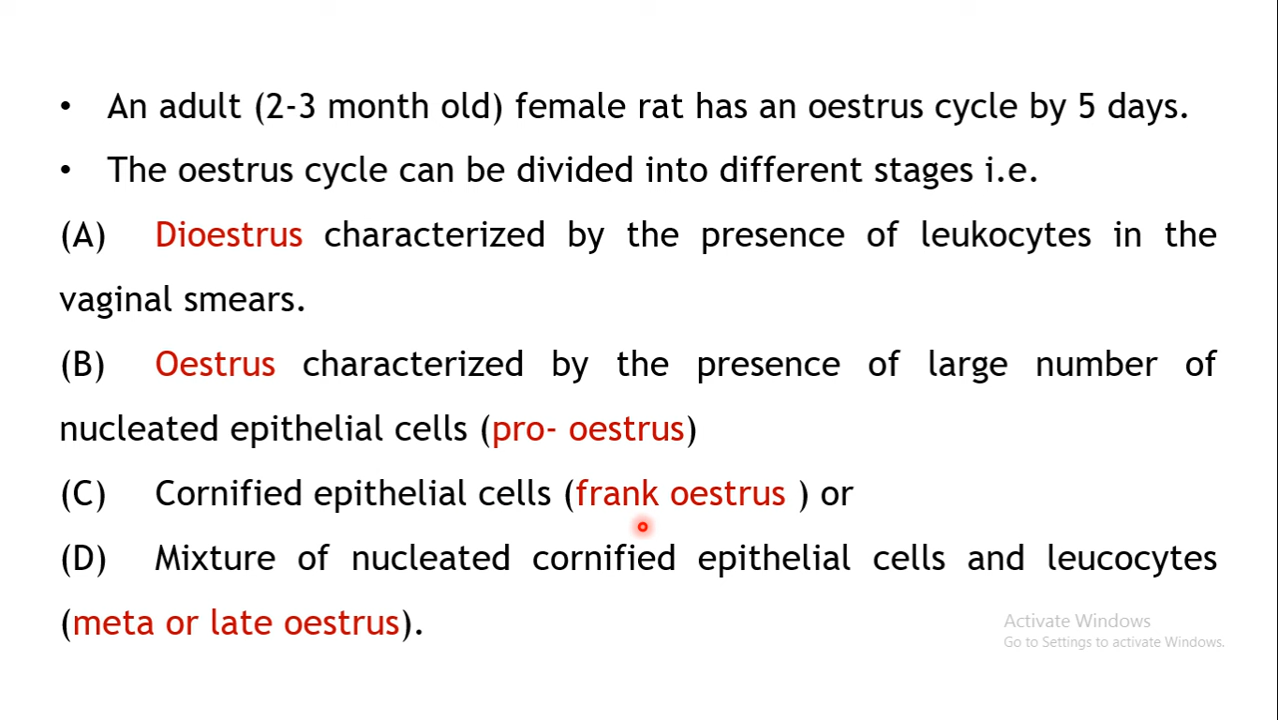 • An adult (2-3 month old) female rat has an oestrus cycle by 5 days.
• The oestrus cycle can be divided into different stages i.e.
(A) Dioestrus characterized by the presence of leukocytes in the
vaginal smears.
(B) Oestrus characterized by the presence of large number of
nucleated epithelial cells (pro- oestrus)
(C) Cornified epithelial cells (frank oestrus ) or
(D) Mixture of nucleated cornified epithelial cells and leucocytes
(meta or late oestrus).
Activate Windows
Go to Settings to activate Windows.